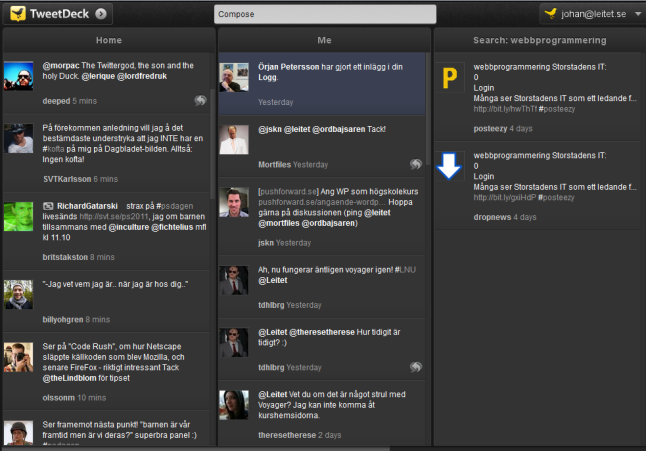 TweetDeck
Compose
johan@leitet.se
Home
@morpac The Twittergod, the son and the
holy Duck. @lerique @lordfredruk
deeped 5 mins
På förekommen anledning vill jag å det
bestämdaste understryka att jag INTE har en
#kofta på mig på Dagbladet-bilden. Alltså:
Ingen kofta!
SVTKarlsson 6 mins
RichardGatarski strax på #psdagen
livesänds http://svt.se/ps2011, jag om barnen
tillsammans med @inculture @fichtelius mfl
kl 11.10
britstakston 8 mins
"-Jag vet vem jag är.. när jag är hos dig.."
billyohgren 8 mins
Ser på "Code Rush", om hur Netscape
släppte källkoden som blev Mozilla, och
senare FireFox - riktigt intressant Tack
@theLindblom för tipset
olssonm 10 mins
Ser framemot nästa punkt! "barnen är vår
framtid men är vi deras?" superbra panel :)
#psdagen
Me
Örjan Petersson har gjort ett inlägg i din
Logg.
Yesterday
@jskn @leitet @ordbajsaren Tack!
Mortfiles Yesterday
[pushforward.se] Ang WP som högskolekurs
pushforward.se/angaende-wordp... Hoppa
gärna på diskussionen (ping @leitet
@mortfiles @ordbajsaren)
jskn Yesterday
Ah, nu fungerar äntligen voyager igen! #LNU
@Leitet
tdhlbrg Yesterday
@Leitet @theresetherese Hur tidigt är
tidigt? :)
tdhlbrg Yesterday
@Leitet Vet du om det är något strul med
Voyager? Jag kan inte komma åt
kurshemsidorna.
theresetherese 2 days
Search: webbprogrammering
P
webbprogrammering Storstadens IT:
0
Login
Många ser Storstadens IT som ett ledande f...
http://bit.ly/hwThTf #posteezy
posteezy 4 days
webbprogrammering Storstadens IT:
0
Login
Många ser Storstadens IT som ett ledande f...
http://bit.ly/gxiHdP #posteezy
dropnews 4 days